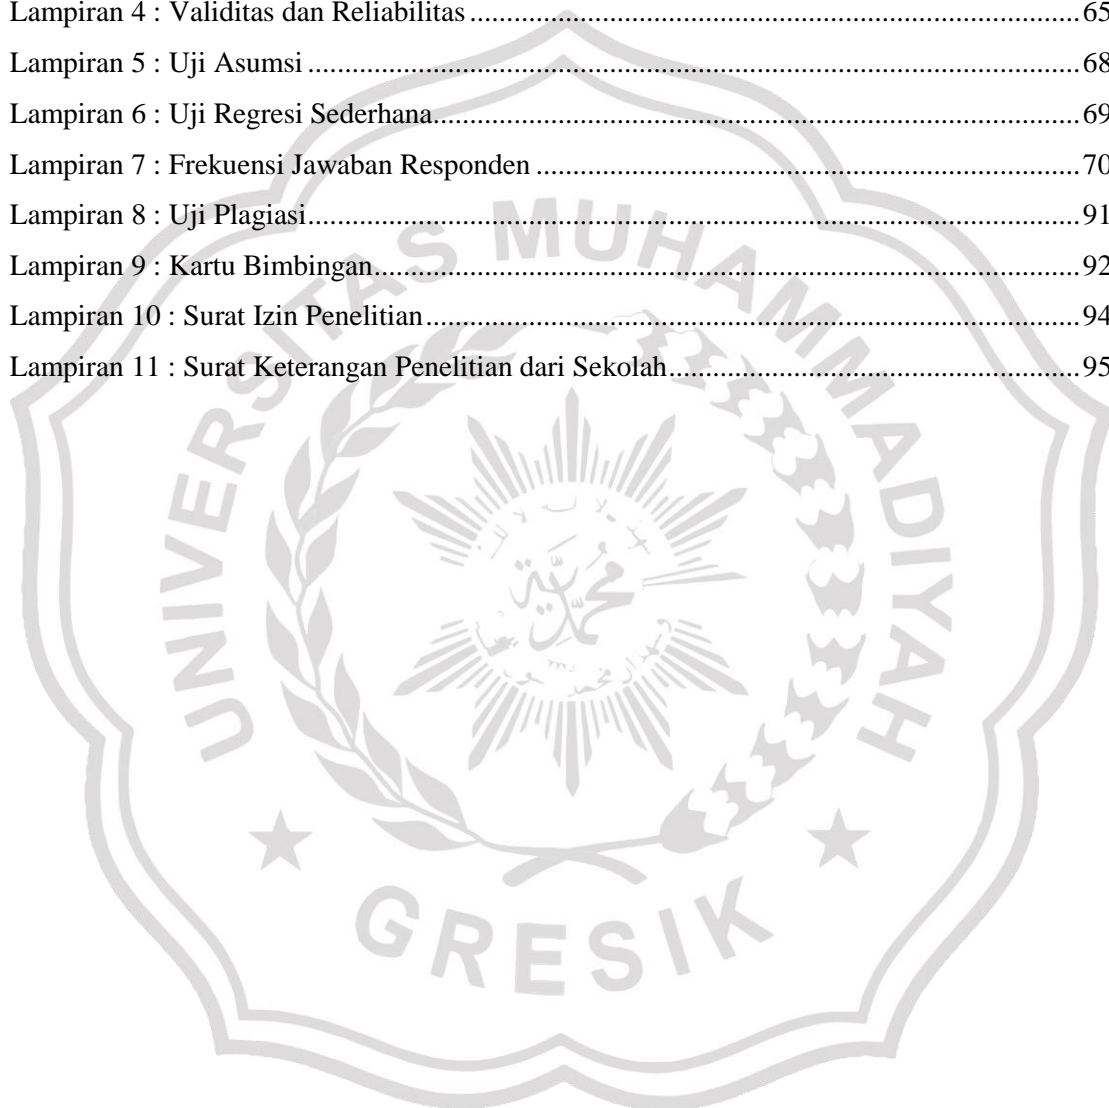 Lampiran 4 : Validitas dan Reliabilitas ........................................................................ 65
Lampiran 5 : Uji Asumsi ........................................................................ 68
Lampiran 6 : Uji Regresi Sederhana ........................................................................ 69
Lampiran 7 : Frekuensi Jawaban Responden ........................................................................ 70
Lampiran 8 : Uji Plagiasi ........................................................................ 91
Lampiran 9 : Kartu Bimbingan ........................................................................ 92
Lampiran 10 : Surat Izin Penelitian ........................................................................ 94
Lampiran 11 : Surat Keterangan Penelitian dari Sekolah ........................................................................ 95
UNIVERSITAS MUHAMMADIYAH
محمدية
GRESIK